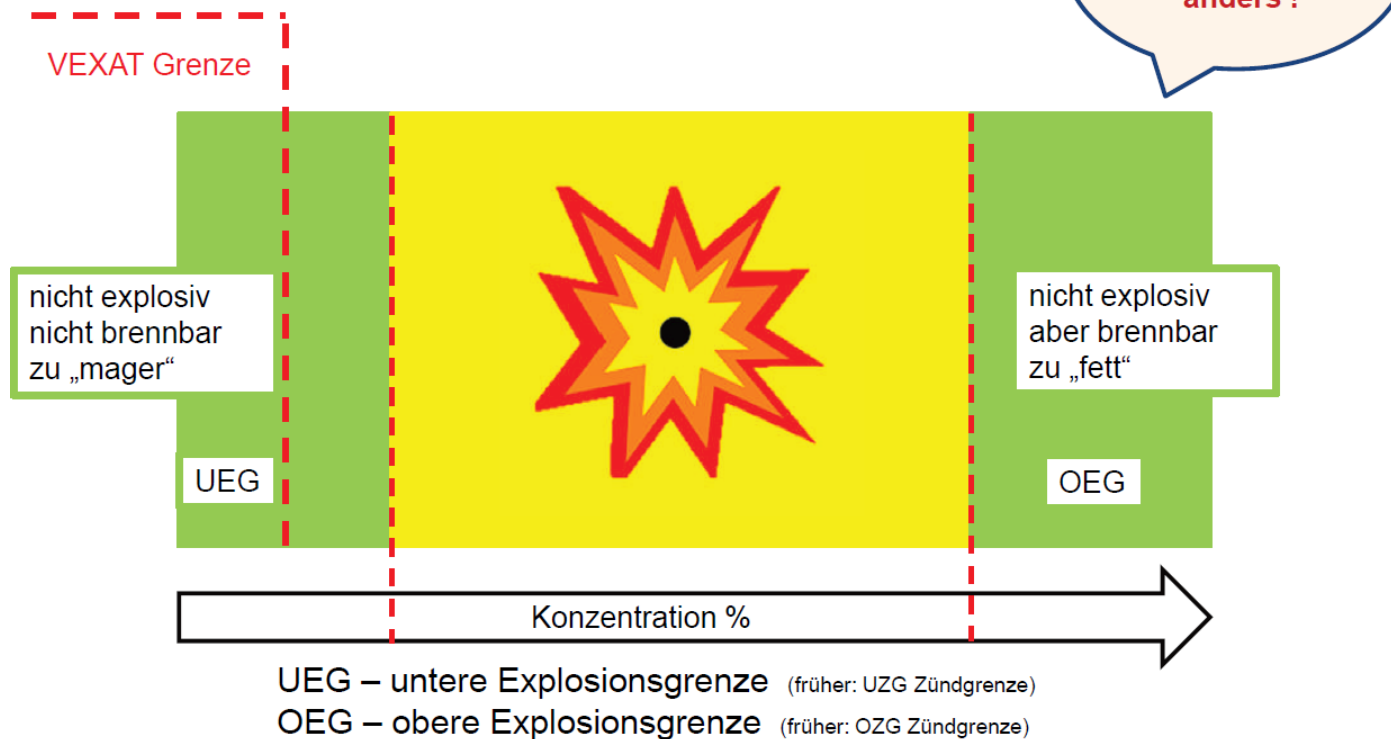 anders ?
VEXAT Grenze
nicht explosiv
nicht brennbar
zu „mager“
nicht explosiv
aber brennbar
zu „fett“
UEG
OEG
Konzentration %
UEG – untere Explosionsgrenze (früher: UZG Zündgrenze)
OEG – obere Explosionsgrenze (früher: OZG Zündgrenze)